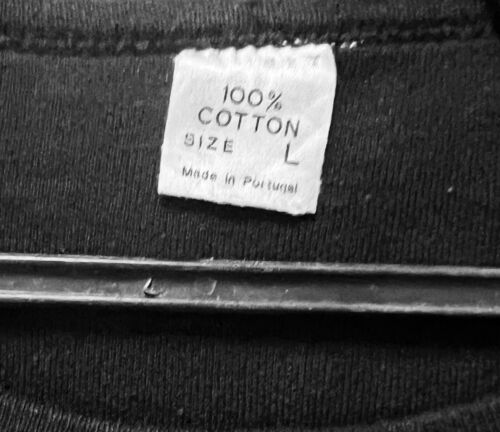 100%
COTTON
SIZE L
Made in Portugal